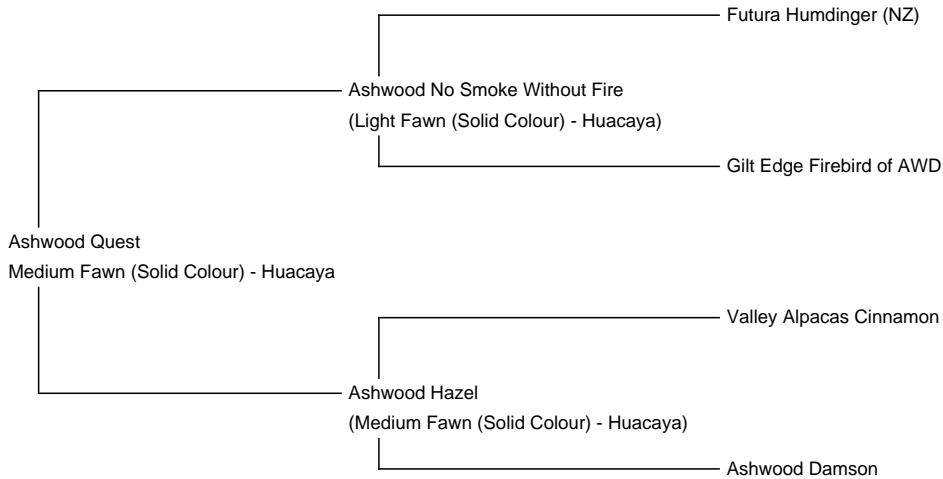 Futura Humdinger (NZ)
Ashwood No Smoke Without Fire
(Light Fawn (Solid Colour) - Huacaya)
Gilt Edge Firebird of AWD
Ashwood Quest
Medium Fawn (Solid Colour) - Huacaya
Valley Alpacas Cinnamon
Ashwood Hazel
(Medium Fawn (Solid Colour) - Huacaya)
Ashwood Damson